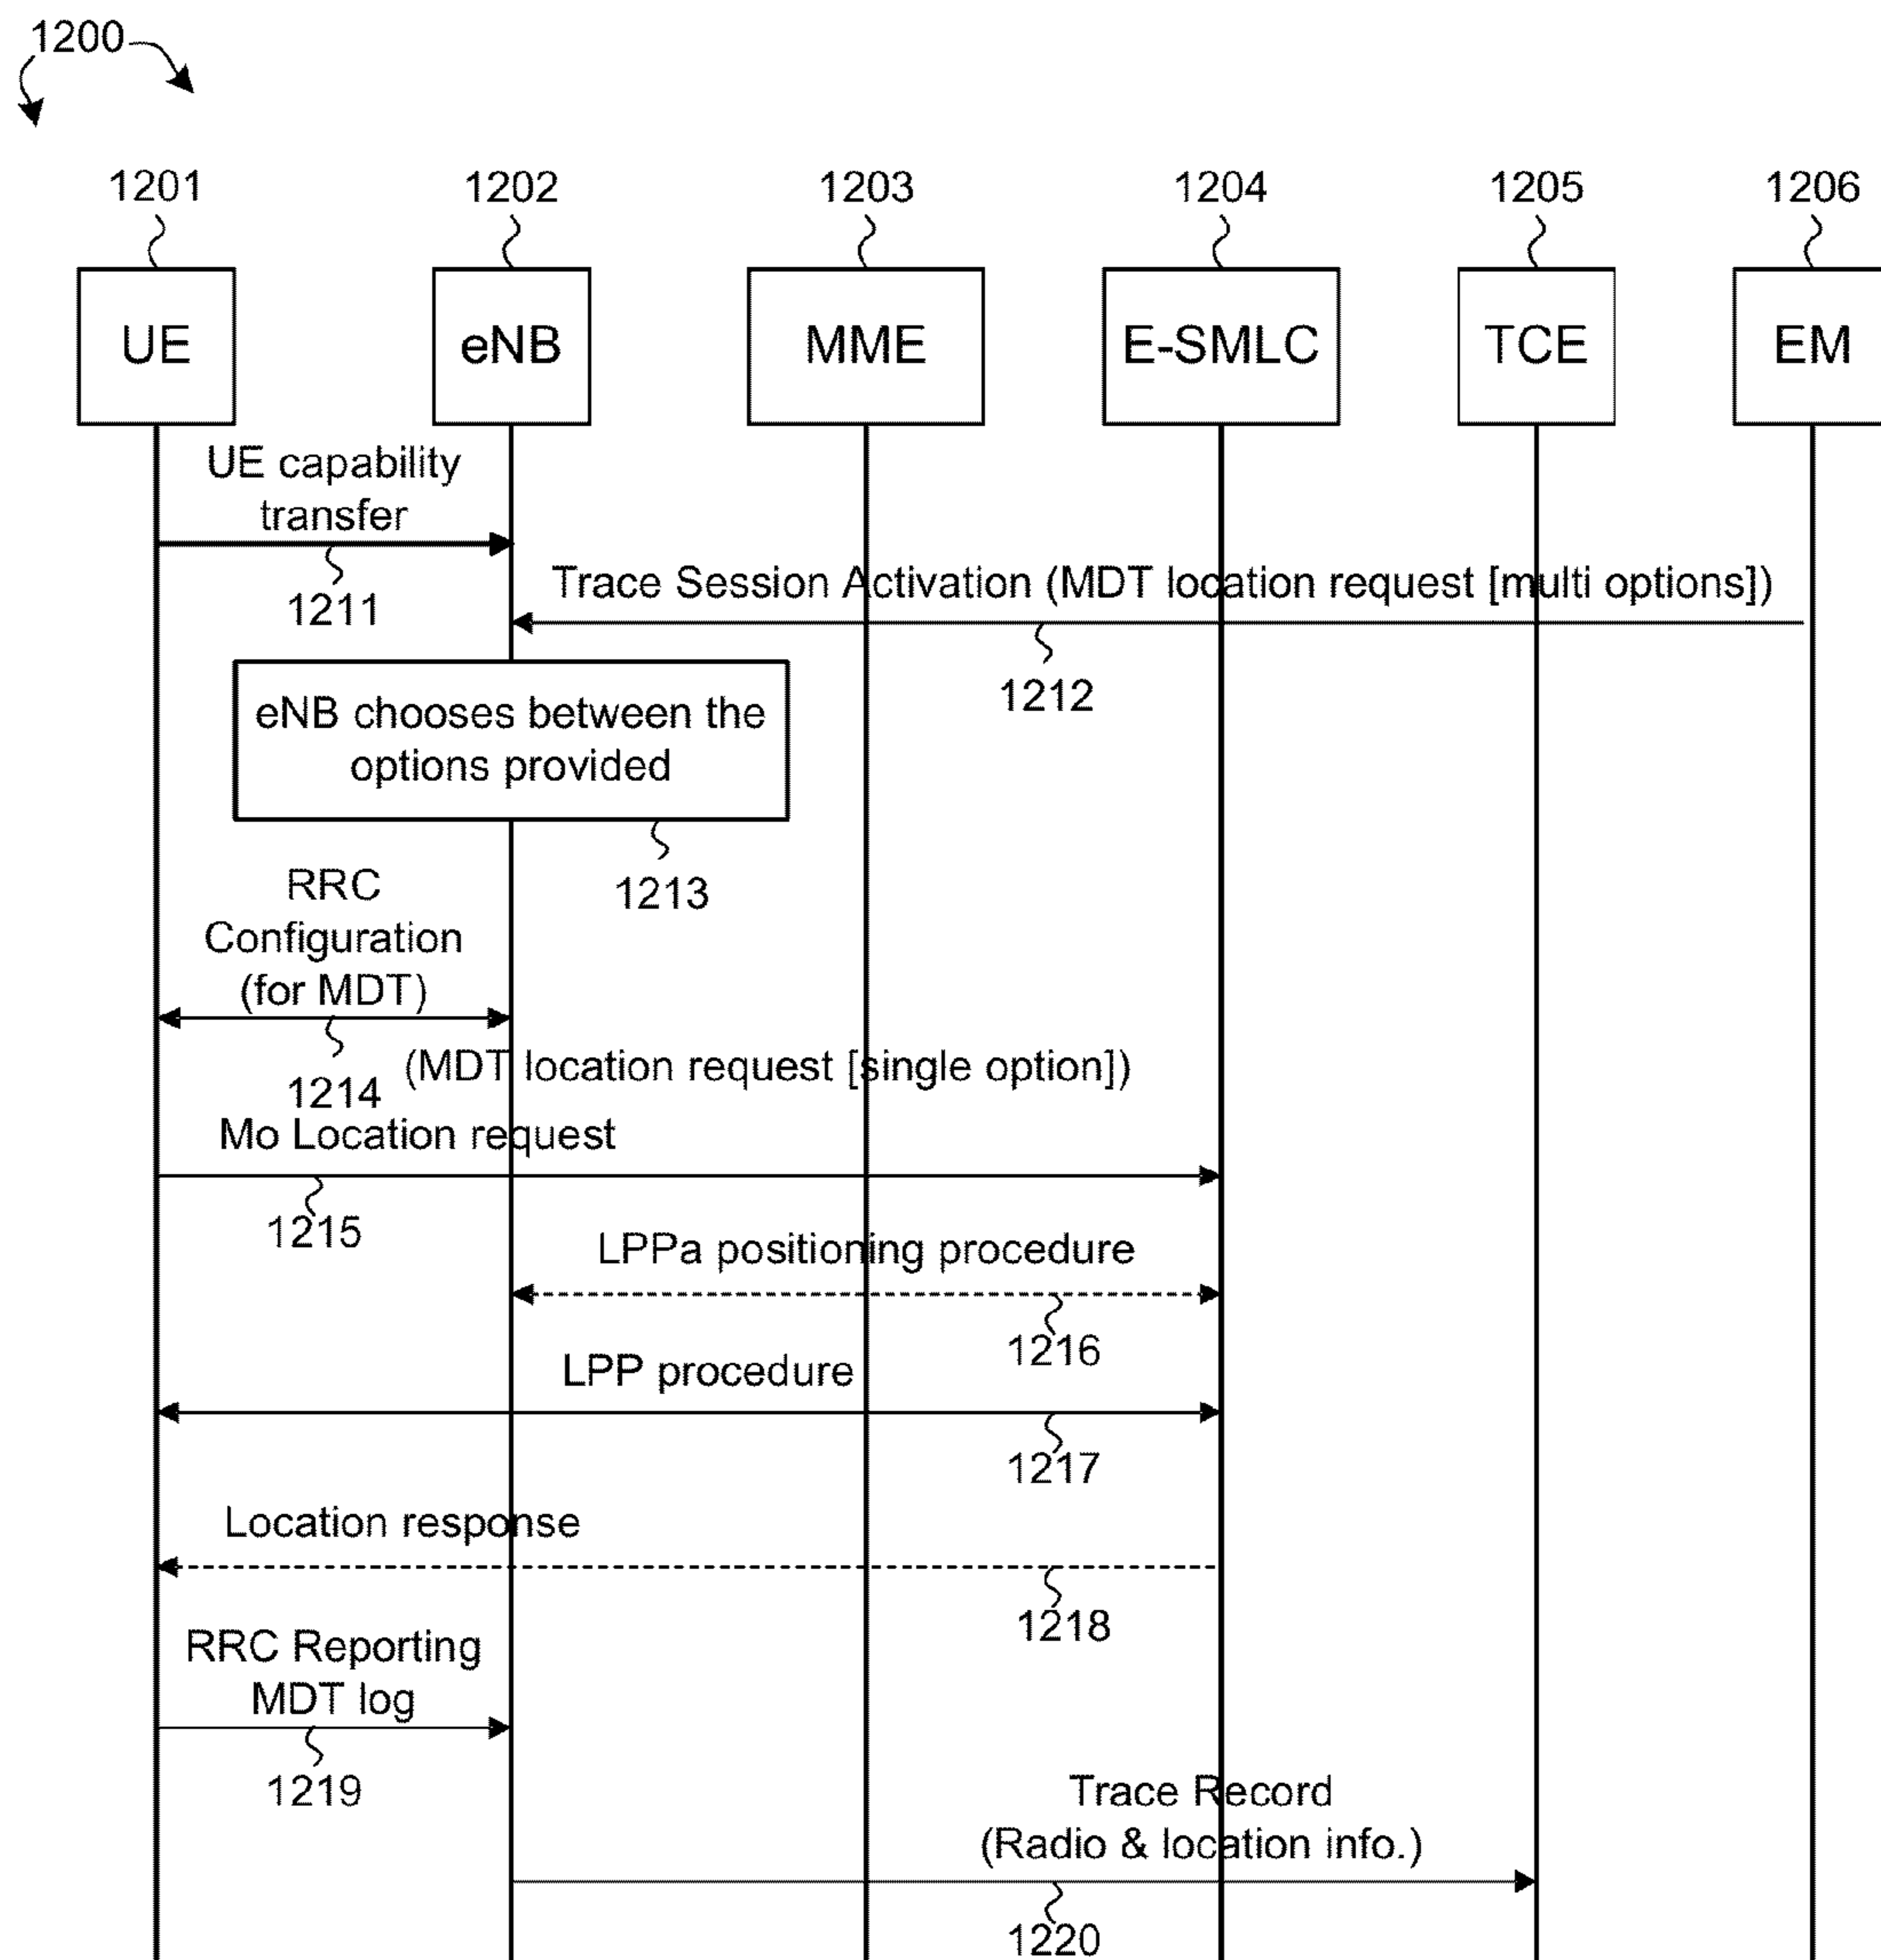 1200
1201 1202 1203 1204 1205 1206
UE eNB MME E-SMLC TCE EM
UE capability
transfer
1211
Trace Session Activation (MDT location request [multi options])
1212
eNB chooses between the
options provided
1213
RRC
Configuration
(for MDT)
1214
(MDT location request [single option])
Mo Location request
1215
LPPa positioning procedure
1216
LPP procedure
1217
Location response
1218
RRC Reporting
MDT log
1219
Trace Record
(Radio & location info.)
1220